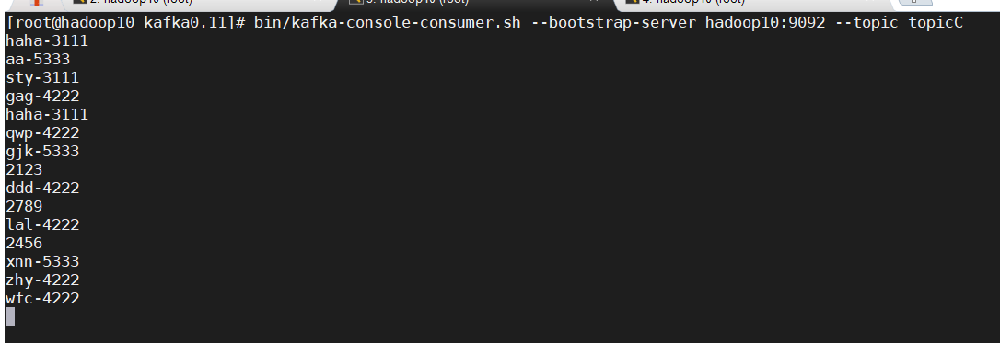 2. hadoop10 (root)
3. hadoop10 (root)
4. hadoop10 (root)
[root@hadoop10 kafka0.11]# bin/kafka-console-consumer.sh --bootstrap-server hadoop10:9092 --topic topicC
haha-3111
aa-5333
sty-3111
gag-4222
haha-3111
qwp-4222
gjk-5333
2123
ddd-4222
2789
lal-4222
2456
xnn-5333
zhy-4222
wfc-4222